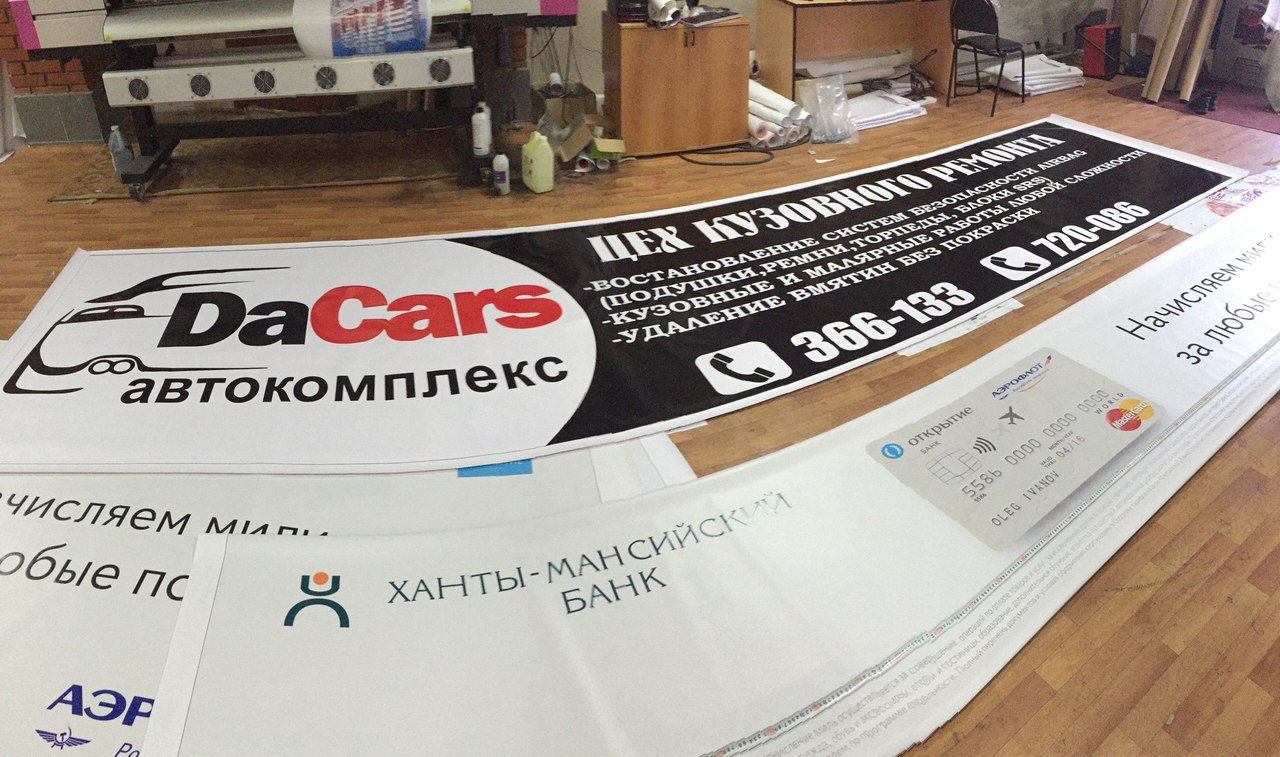 DaCars
автокомплекс
ЦЕХ КУЗОВНОГО РЕМОНТА
-ВОСТАНОВЛЕНИЕ СИСТЕМ БЕЗОПАСНОСТИ AIRBAG
(ПОДУШКИ,РЕМНИ,ТОРПЕДЫ, БЛОКИ SRS)
-КУЗОВНЫЕ И МАЛЯРНЫЕ РАБОТЫ ЛЮБОЙ СЛОЖНОСТИ
-УДАЛЕНИЕ ВМЯТИН БЕЗ ПОКРАСКИ
366-133
720-086
Начисляем
за любые
открытие
БАНК
АЭРОФЛОТ
5586 0000 0000 0000
5586
04/16
OLEG IVANOV
WORLD
MasterCard
ХАНТЫ-МАНСИЙСКИЙ
БАНК
числяем мили
обые по
АЭР